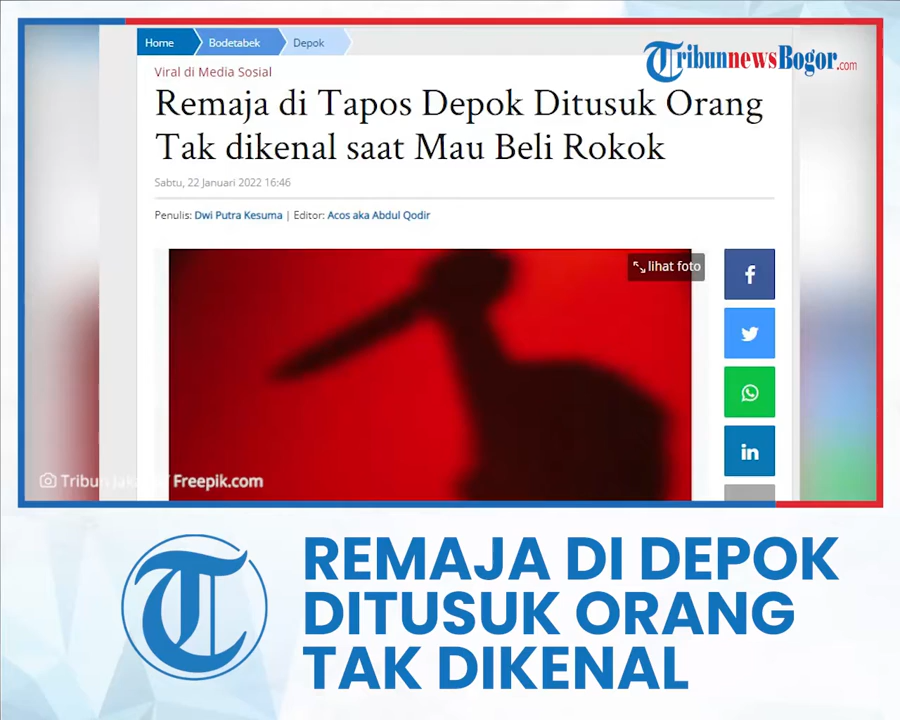 Home Bodetabek Depok
TribunnewsBogor.com
Viral di Media Sosial
Remaja di Tapos Depok Ditusuk Orang
Tak dikenal saat Mau Beli Rokok
Sabtu, 22 Januari 2022 16:46
Penulis: Dwi Putra Kesuma | Editor: Acos aka Abdul Qodir
lihat foto
Tribun / Freepik.com
REMAJA DI DEPOK
DITUSUK ORANG
TAK DIKENAL